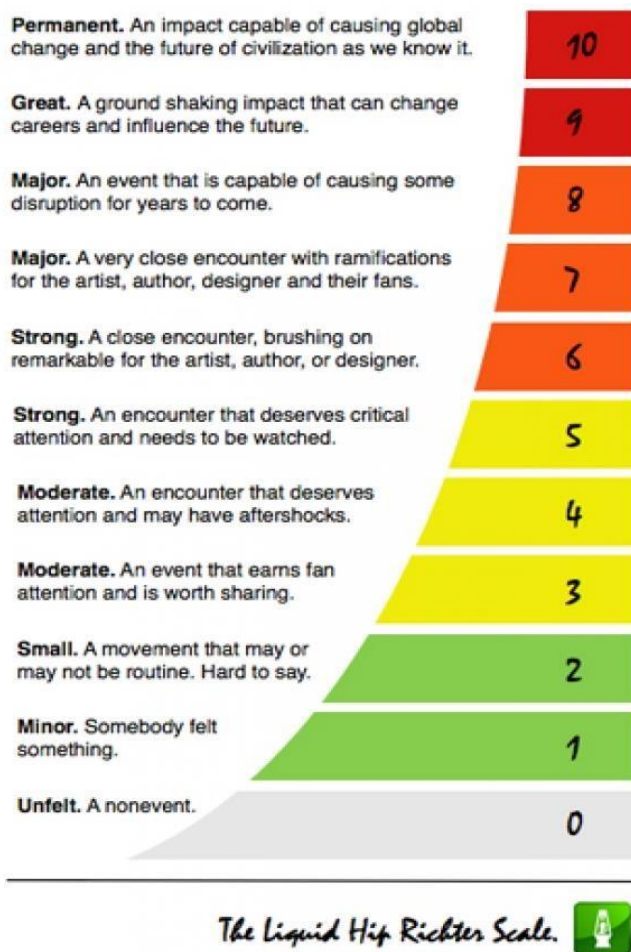 Permanent. An impact capable of causing global
change and the future of civilization as we know it.
10
Great. A ground shaking impact that can change
careers and influence the future.
9
Major. An event that is capable of causing some
disruption for years to come.
8
Major. A very close encounter with ramifications
for the artist, author, designer and their fans.
7
Strong. A close encounter, brushing on
remarkable for the artist, author, or designer.
6
Strong. An encounter that deserves critical
attention and needs to be watched.
5
Moderate. An encounter that deserves
attention and may have aftershocks.
4
Moderate. An event that earns fan
attention and is worth sharing.
3
Small. A movement that may or
may not be routine. Hard to say.
2
Minor. Somebody felt
something.
1
Unfelt. A nonevent.
0
The Liquid Hip Richter Scale.